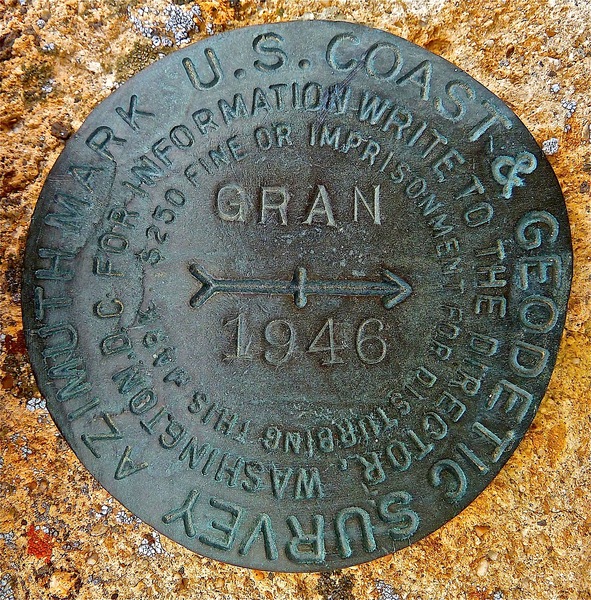 U.S. COAST & GEODETIC SURVEY AZIMUTH MARK
FOR INFORMATION WRITE TO THE DIRECTOR, WASHINGTON, D.C.
$250 FINE OR IMPRISONMENT FOR DISTURBING THIS MARK
GRAN
1946